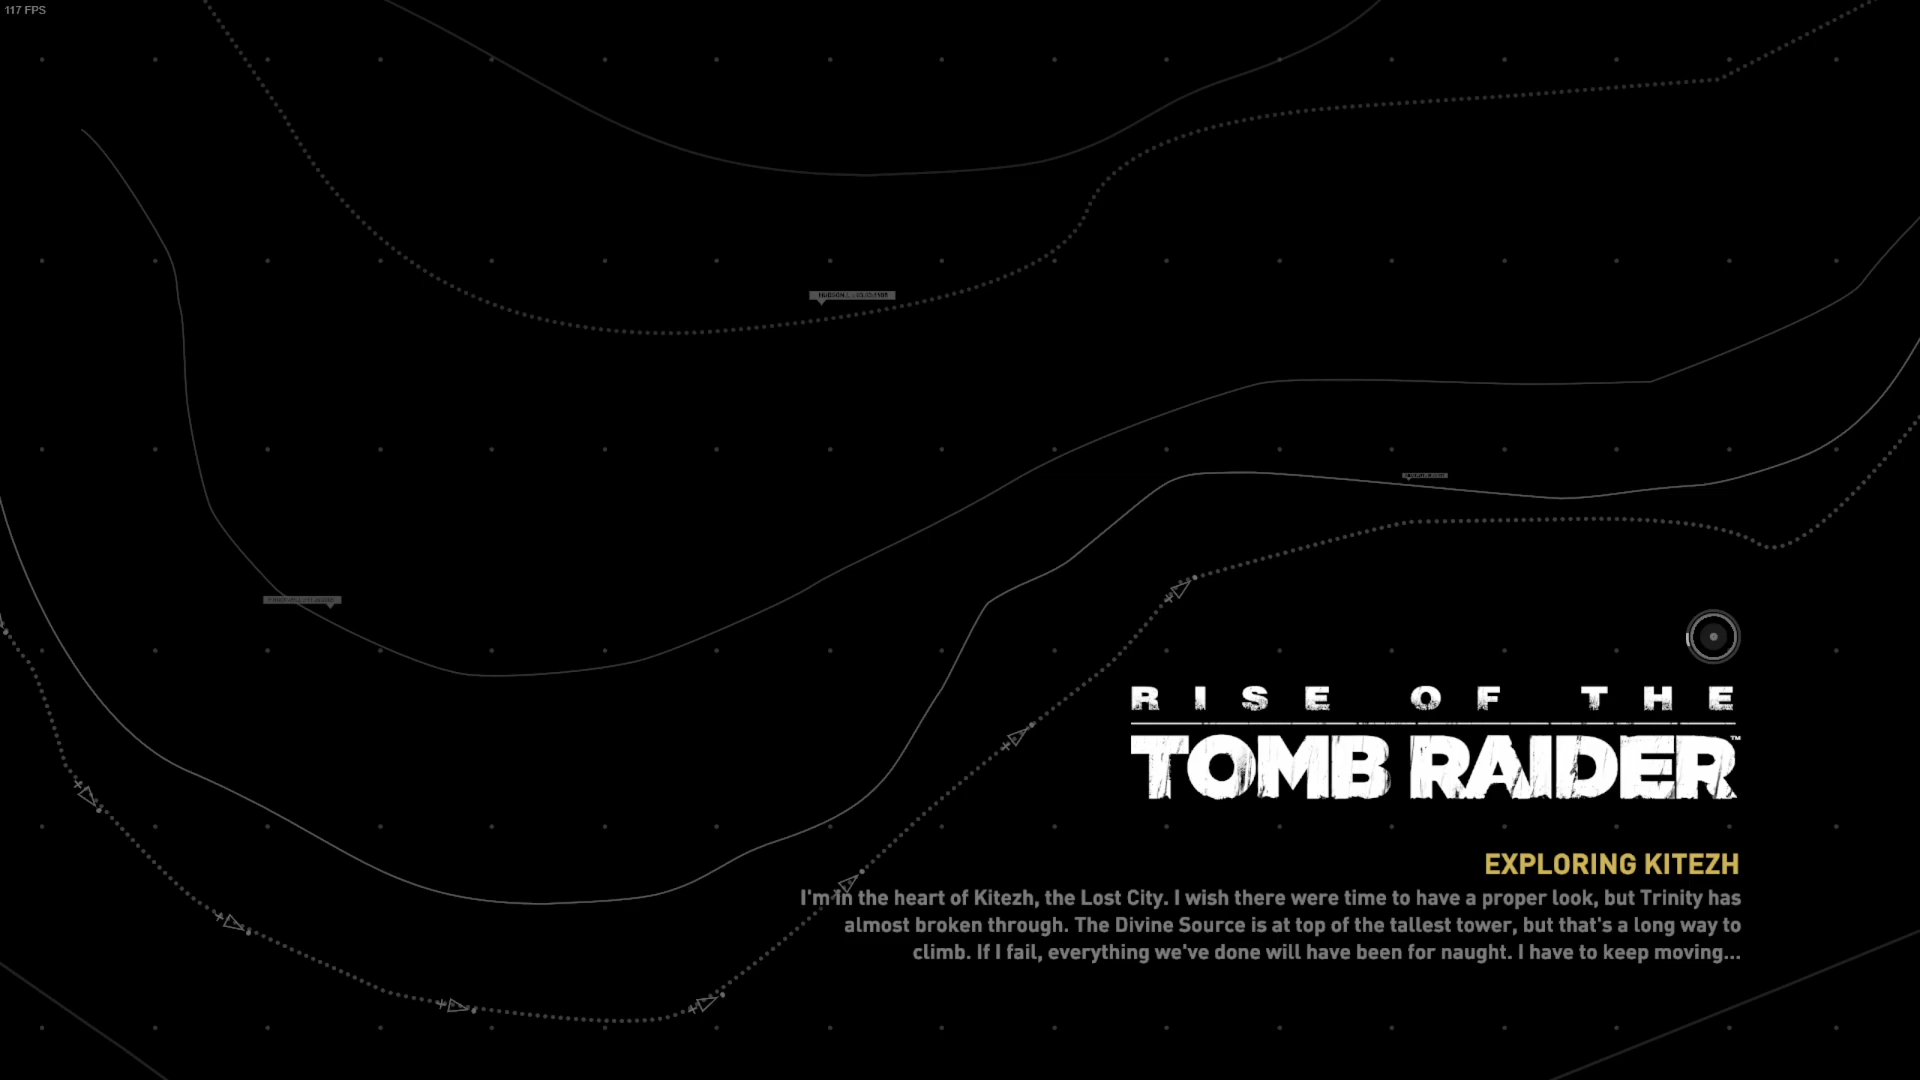 117 FPS
RISE OF THE
TOMB RAIDER™
EXPLORING KITEZH
I'm in the heart of Kitezh, the Lost City. I wish there were time to have a proper look, but Trinity has
almost broken through. The Divine Source is at top of the tallest tower, but that's a long way to
climb. If I fail, everything we've done will have been for naught. I have to keep moving...